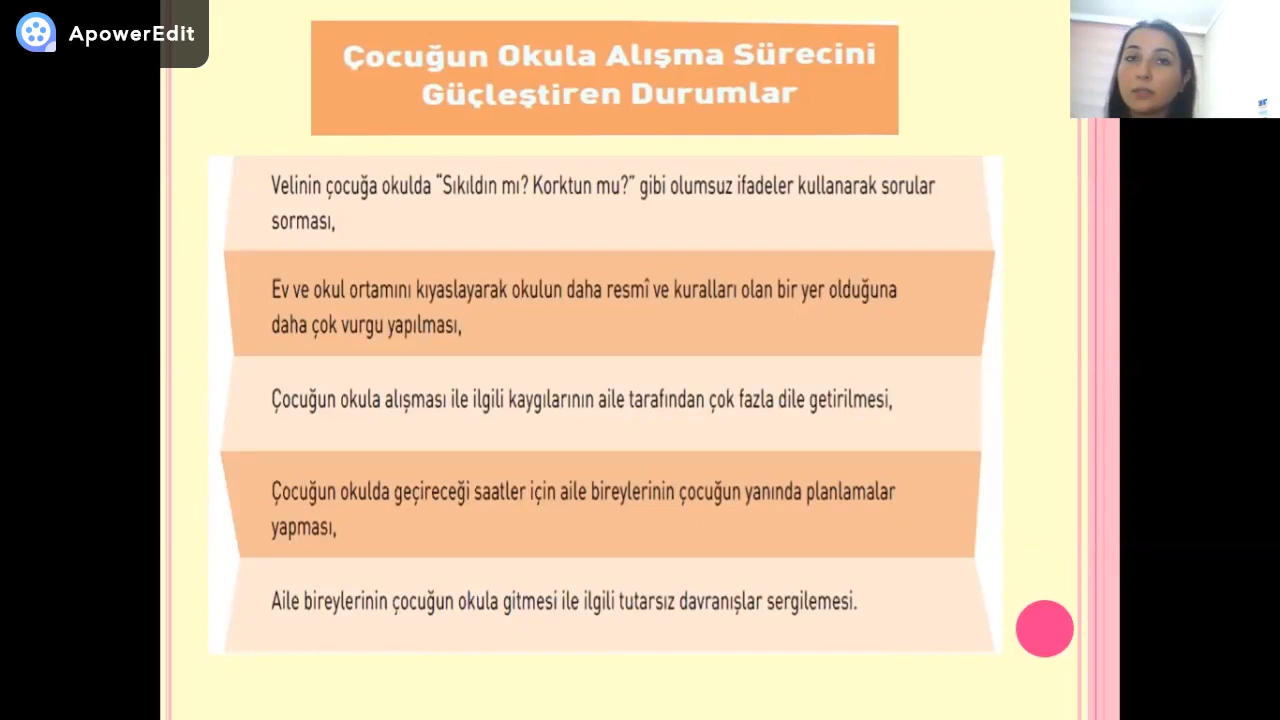 ApowerEdit
Çocuğun Okula Alışma Sürecini
Güçleştiren Durumlar
Velinin çocuğa okulda “Sıkıldın mı? Korktun mu?” gibi olumsuz ifadeler kullanarak sorular
sorması,
Ev ve okul ortamını kıyaslayarak okulun daha resmî ve kuralları olan bir yer olduğuna
daha çok vurgu yapılması,
Çocuğun okula alışması ile ilgili kaygılarının aile tarafından çok fazla dile getirilmesi,
Çocuğun okulda geçireceği saatler için aile bireylerinin çocuğun yanında planlamalar
yapması,
Aile bireylerinin çocuğun okula gitmesi ile ilgili tutarsız davranışlar sergilemesi.